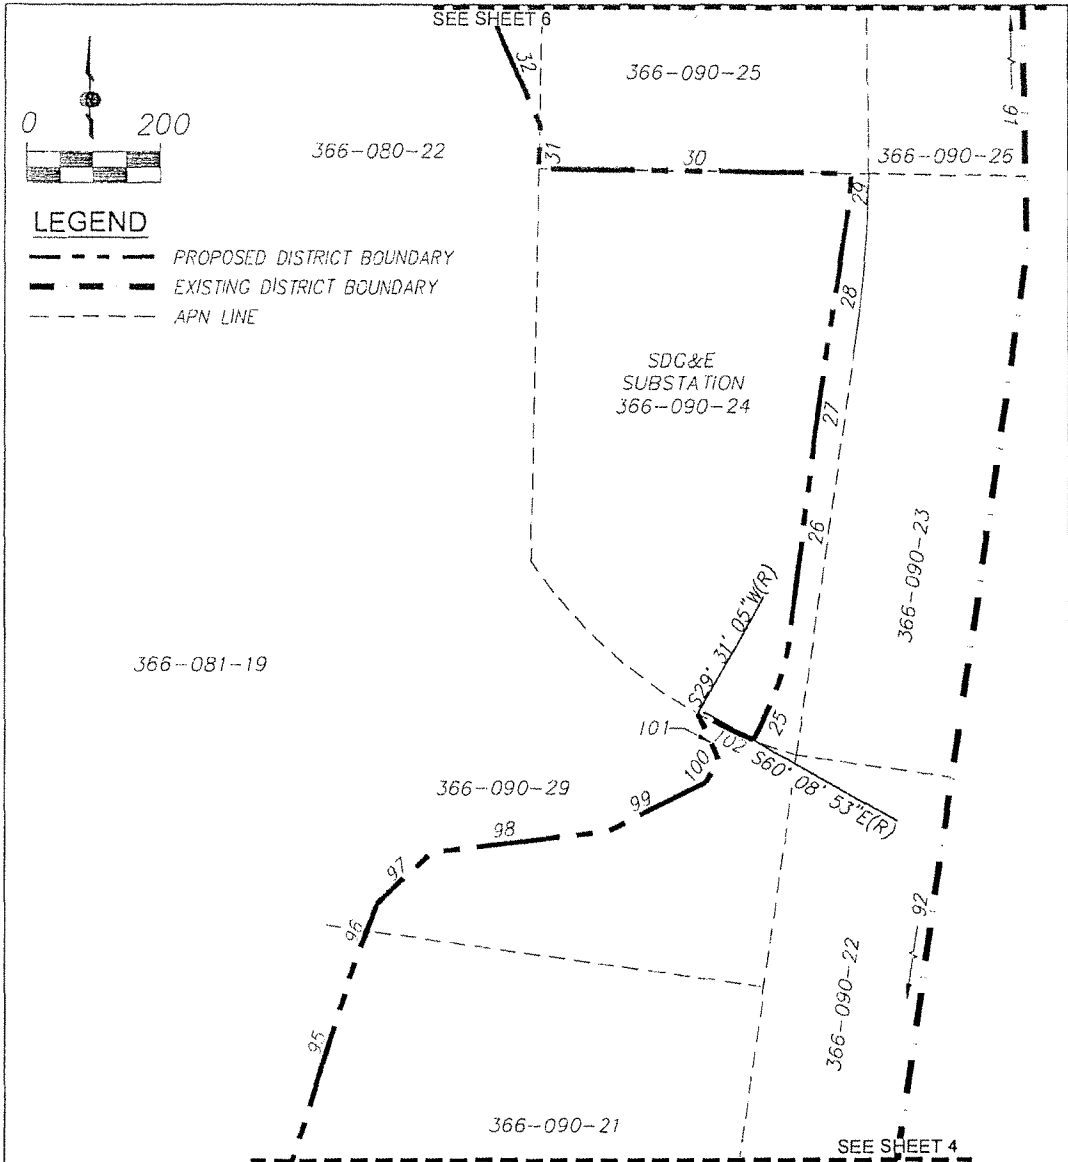 SEE SHEET 6
32
366-090-25
0 200
366-080-22
31
30
366-090-26
29
91
LEGEND
PROPOSED DISTRICT BOUNDARY
EXISTING DISTRICT BOUNDARY
APN LINE
28
SDG&E
SUBSTATION
366-090-24
27
26
366-090-23
S29° 31' 05"W(R)
366-081-19
25
101
102
S60° 08' 53"E(R)
100
366-090-29
99
98
97
96
92
366-090-22
95
366-090-21
SEE SHEET 4